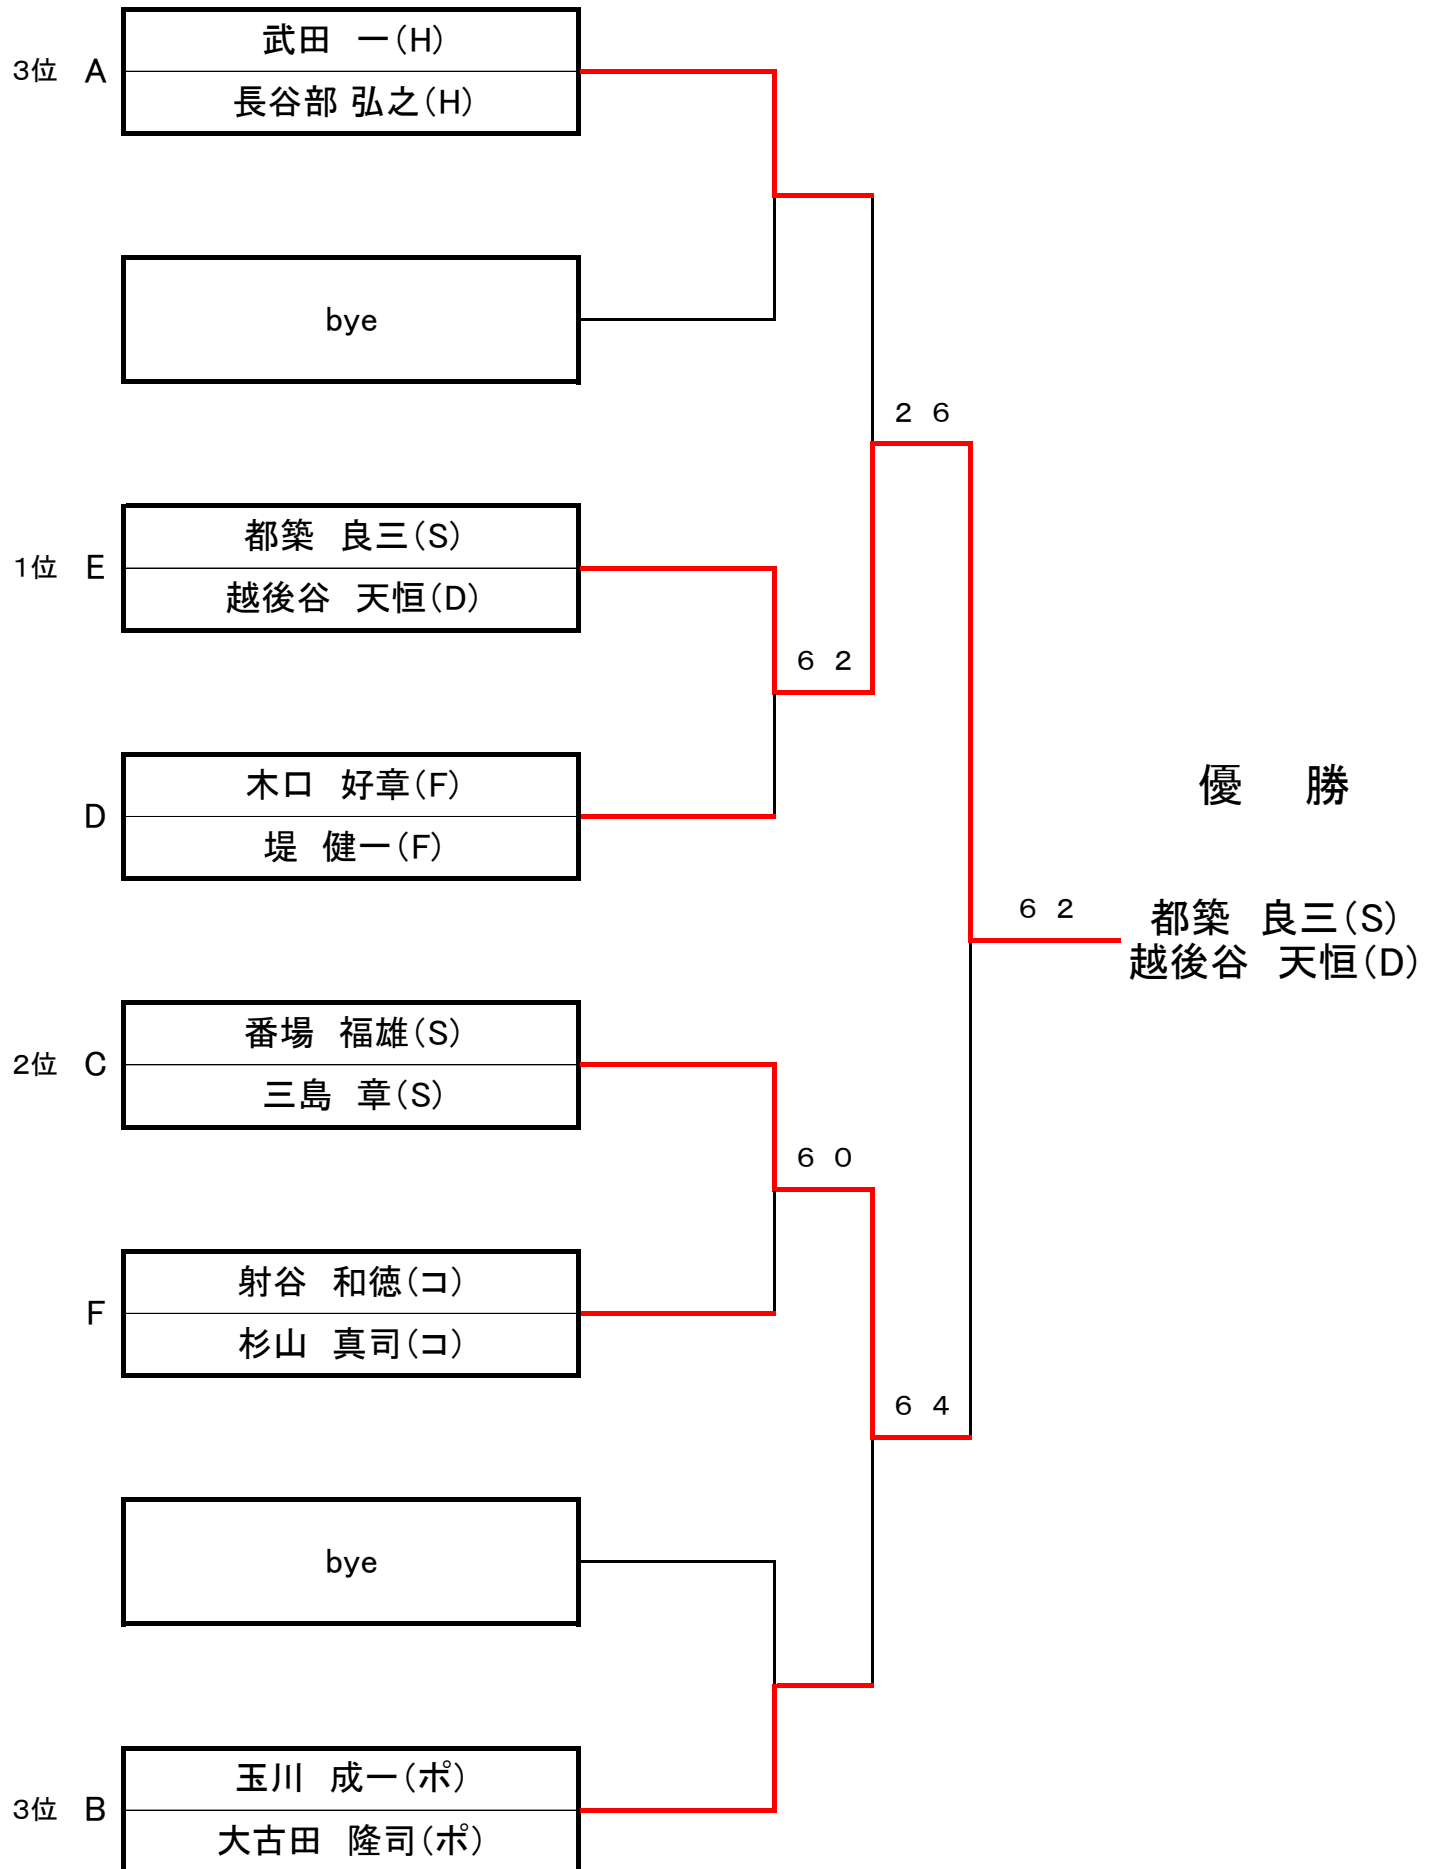 武田　一(H)
3位 A
長谷部 弘之(H)
bye
2 6
都築　良三(S)
1位 E
越後谷　天恒(D)
6 2
木口　好章(F)
D
堤　健一(F)
優　勝
6 2
都築　良三(S)
越後谷　天恒(D)
番場　福雄(S)
2位 C
三島　章(S)
6 0
射谷　和徳(コ)
F
杉山　真司(コ)
6 4
bye
玉川　成一(ポ)
3位 B
大古田　隆司(ポ)